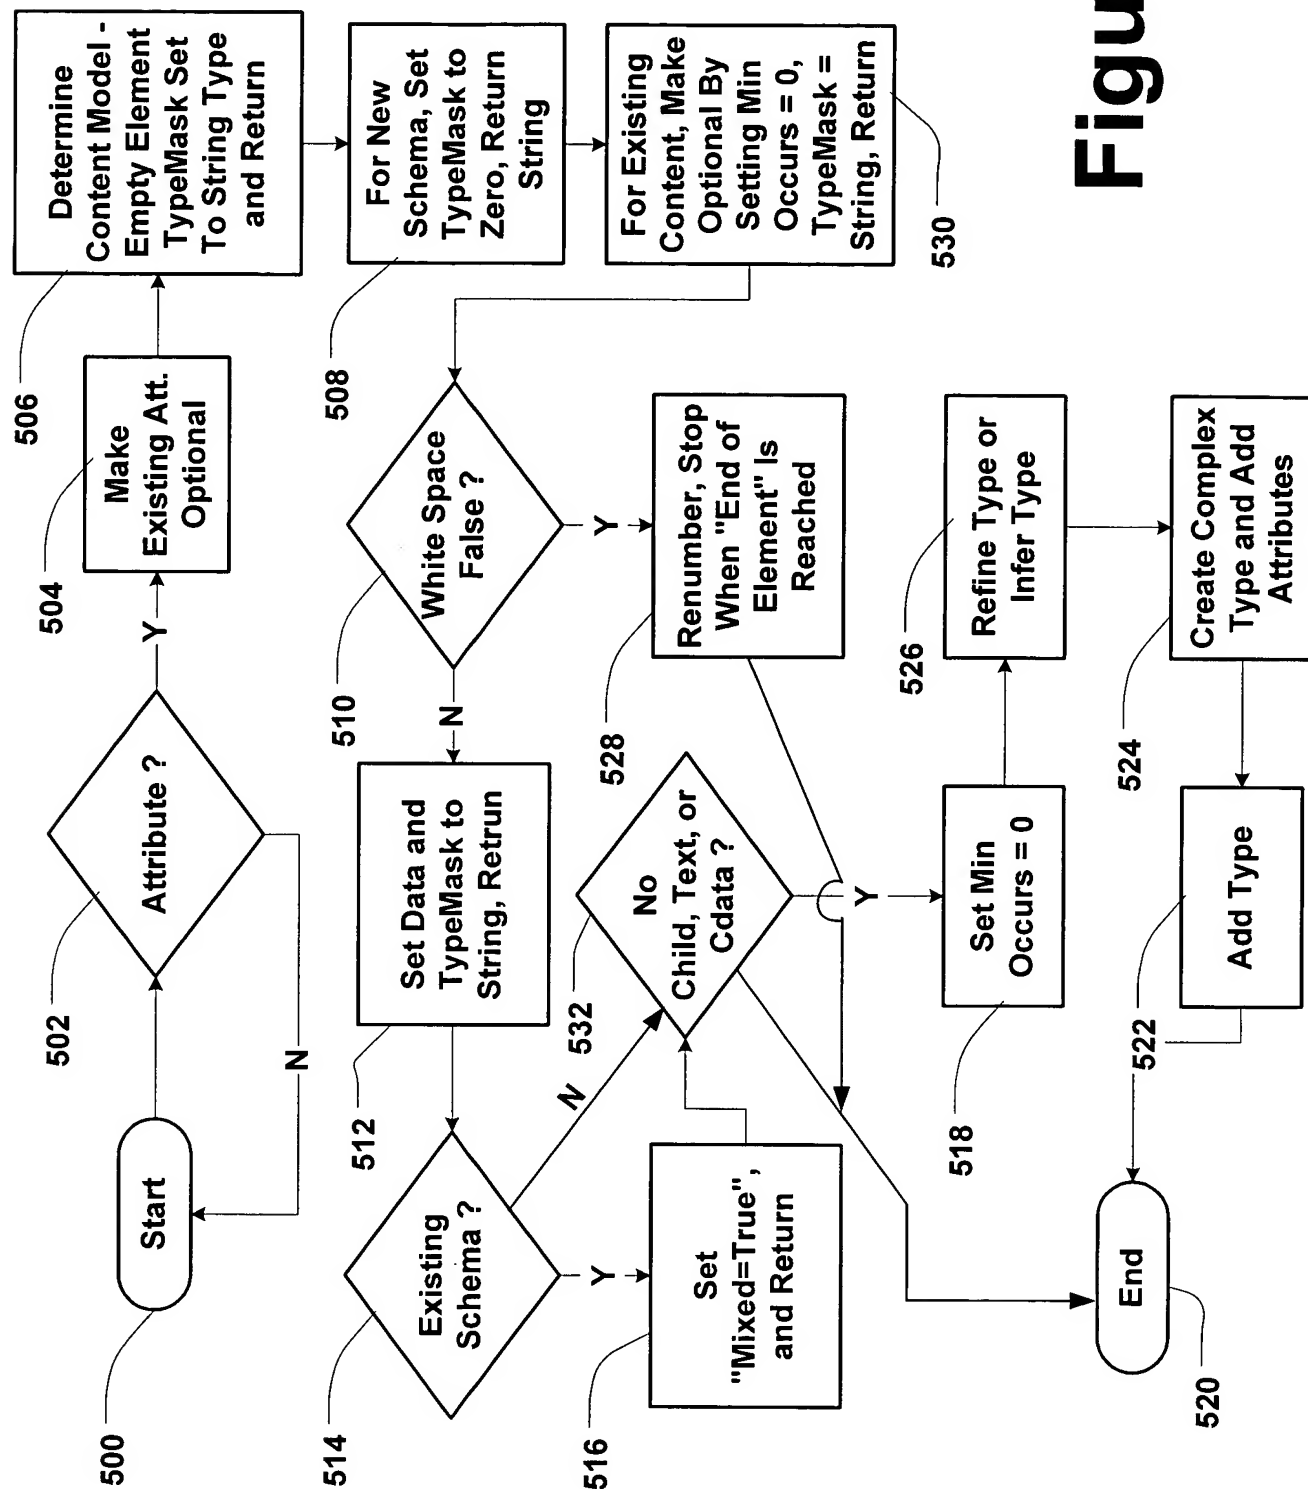 500
Start
502
Attribute ?
N
Y
504
Make
Existing Att.
Optional
506
Determine
Content Model -
Empty Element
TypeMask Set
To String Type
and Return
508
For New
Schema, Set
TypeMask to
Zero, Return
String
530
For Existing
Content, Make
Optional By
Setting Min
Occurs = 0,
TypeMask =
String, Return
510
White Space
False ?
N
Y
512
Set Data and
TypeMask to
String, Retrun
514
Existing
Schema ?
N
Y
516
Set
"Mixed=True",
and Return
528
Renumber, Stop
When "End of
Element" Is
Reached
532
No
Child, Text, or
Cdata ?
Y
518
Set Min
Occurs = 0
526
Refine Type or
Infer Type
524
Create Complex
Type and Add
Attributes
522
Add Type
520
End
Figu